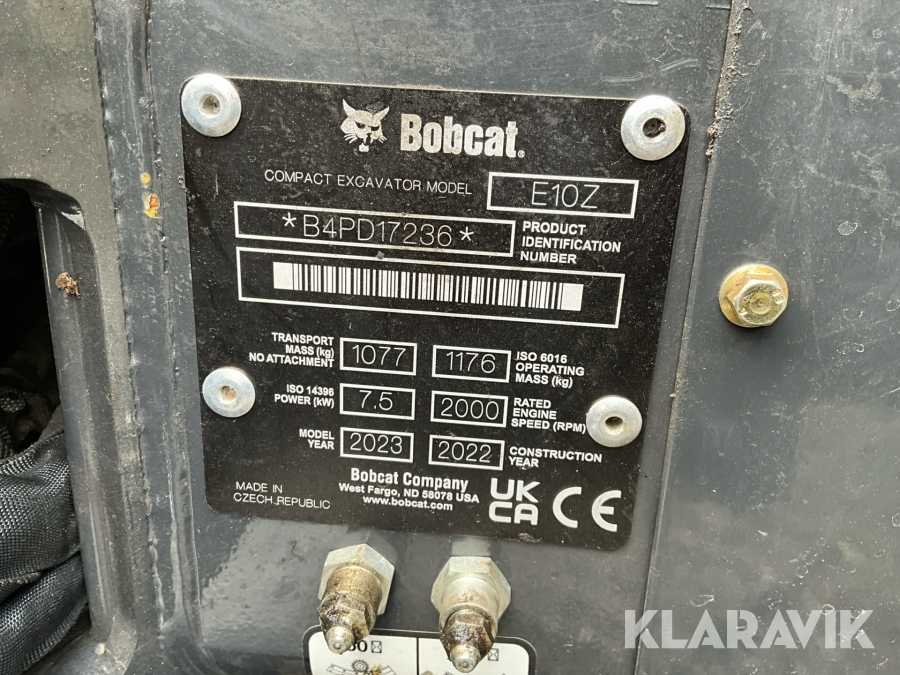 Bobcat.
COMPACT EXCAVATOR MODEL E10Z
*B4PD17236* PRODUCT IDENTIFICATION NUMBER
TRANSPORT MASS (kg) NO ATTACHMENT 1077
1176 ISO 6016 OPERATING MASS (kg)
ISO 14396 POWER (kW) 7.5
2000 RATED ENGINE SPEED (RPM)
MODEL YEAR 2023
2022 CONSTRUCTION YEAR
Bobcat Company
West Fargo, ND 58078 USA
www.bobcat.com
MADE IN
CZECH REPUBLIC
UK
CA
CE
KLARAVIK